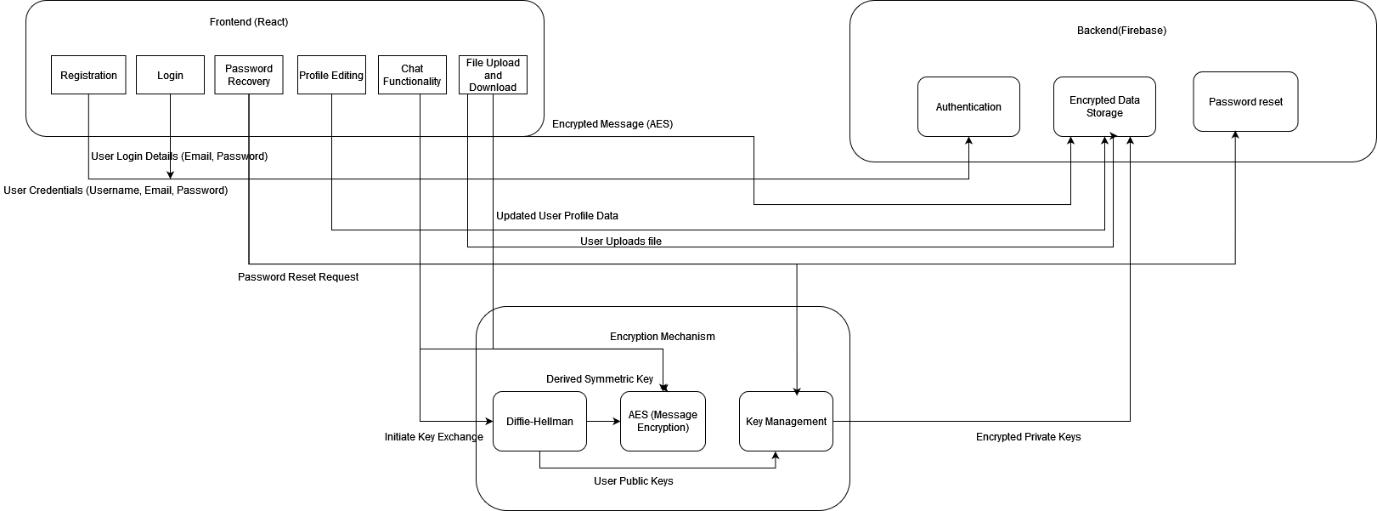 Frontend (React)
Backend(Firebase)
Registration
Login
Password
Recovery
Profile Editing
Chat
Functionality
File Upload
and
Download
Authentication
Encrypted Data
Storage
Password reset
Encrypted Message (AES)
User Login Details (Email, Password)
User Credentials (Username, Email, Password)
Updated User Profile Data
User Uploads file
Password Reset Request
Encryption Mechanism
Derived Symmetric Key
Diffie-Hellman
AES (Message
Encryption)
Key Management
Initiate Key Exchange
Encrypted Private Keys
User Public Keys